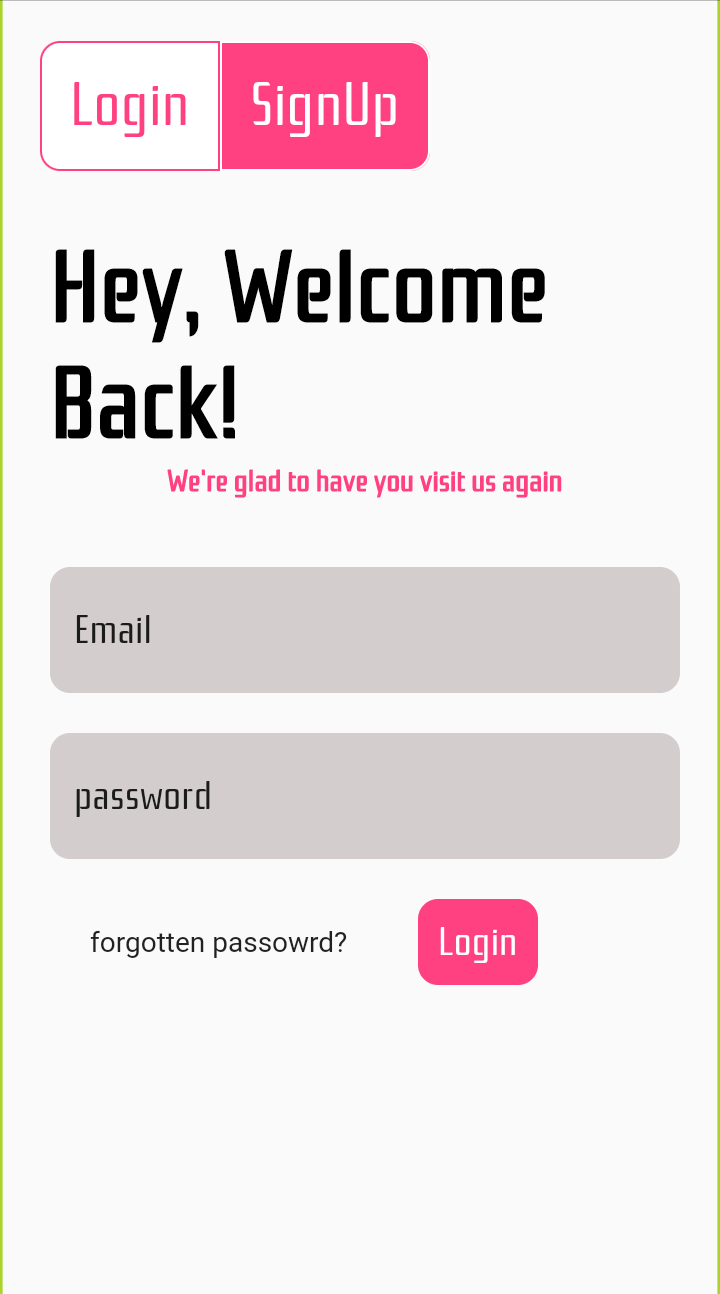 Login SignUp
Hey, Welcome
Back!
We're glad to have you visit us again
Email
password
forgotten passowrd? Login